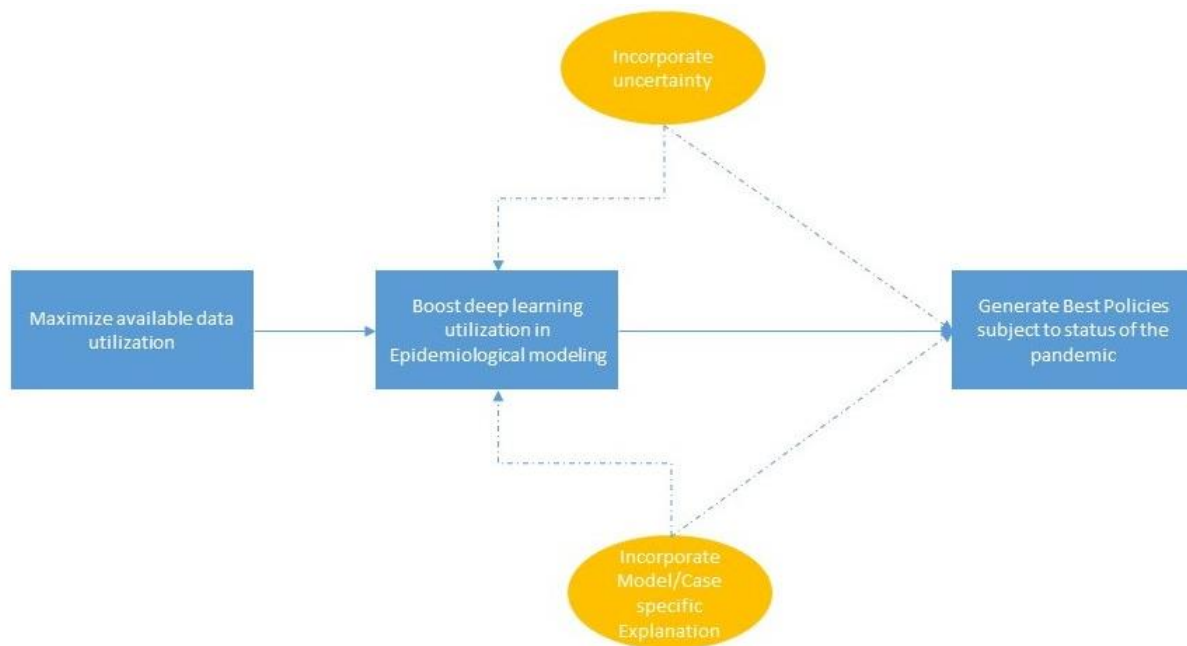 Incorporate
uncertainty
Maximize available data
utilization
Boost deep learning
utilization in
Epidemiological modeling
Generate Best Policies
subject to status of the
pandemic
Incorporate
Model/Case
specific
Explanation